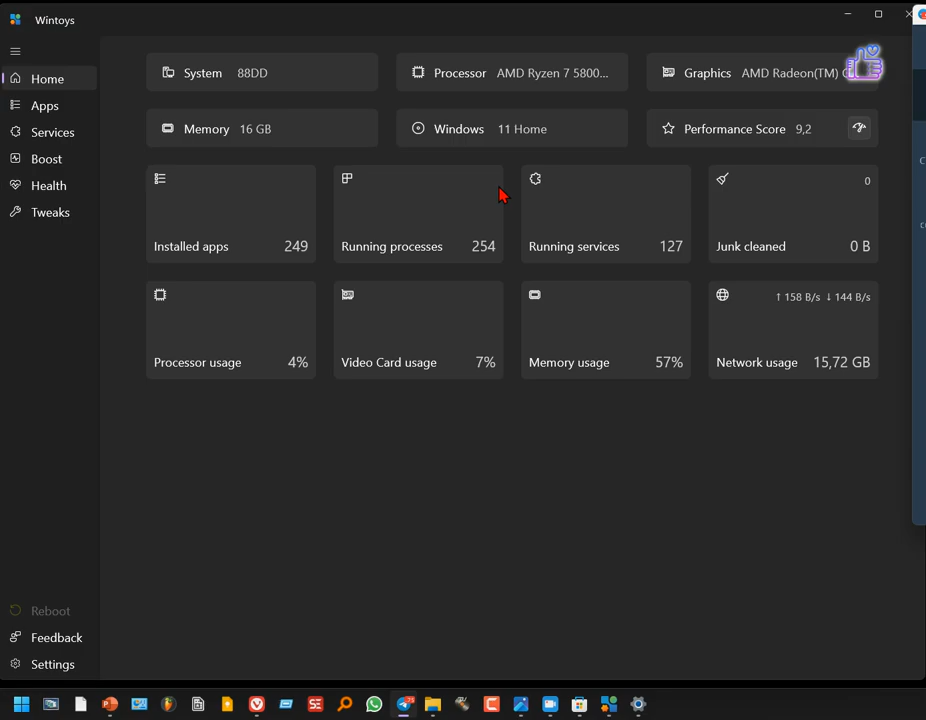 Wintoys
Home
Apps
Services
Boost
Health
Tweaks
Reboot
Feedback
Settings
System 88DD
Processor AMD Ryzen 7 5800...
Graphics AMD Radeon(TM)
Memory 16 GB
Windows 11 Home
Performance Score 9,2
Installed apps 249
Running processes 254
Running services 127
0
Junk cleaned 0 B
Processor usage 4%
Video Card usage 7%
Memory usage 57%
↑ 158 B/s ↓ 144 B/s
Network usage 15,72 GB
SE